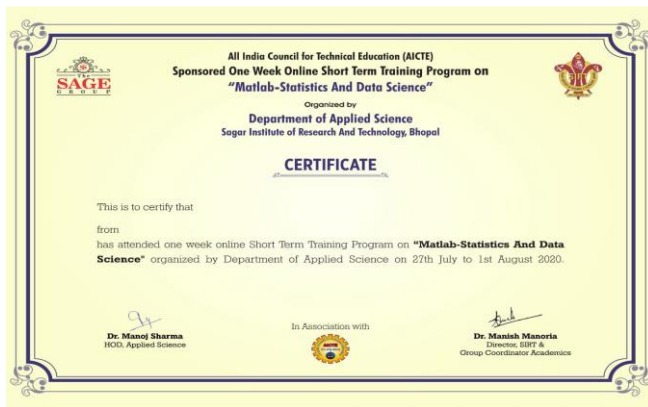 All India Council for Technical Education (AICTE)
Sponsored One Week Online Short Term Training Program on
"Matlab-Statistics And Data Science"
Organized by
Department of Applied Science
Sagar Institute of Research And Technology, Bhopal
The
SAGE
GROUP
SIRT
CERTIFICATE
This is to certify that
from
has attended one week online Short Term Training Program on "Matlab-Statistics And Data
Science" organized by Department of Applied Science on 27th July to 1st August 2020.
Dr. Manoj Sharma
HOD, Applied Science
In Association with
Dr. Manish Manoria
Director, SIRT &
Group Coordinator Academics